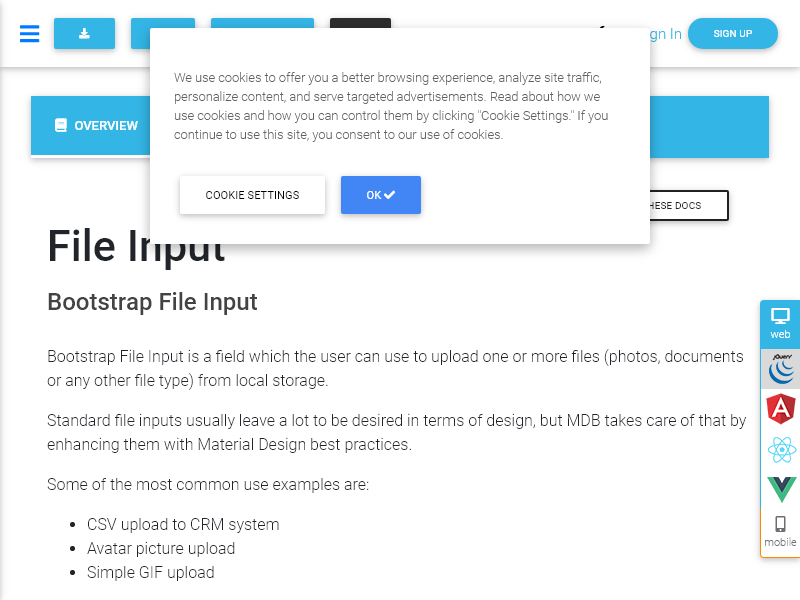 gn In
SIGN UP
We use cookies to offer you a better browsing experience, analyze site traffic,
personalize content, and serve targeted advertisements. Read about how we
use cookies and how you can control them by clicking "Cookie Settings." If you
continue to use this site, you consent to our use of cookies.
COOKIE SETTINGS
OK
OVERVIEW
HESE DOCS
File Input
Bootstrap File Input
Bootstrap File Input is a field which the user can use to upload one or more files (photos, documents
or any other file type) from local storage.
Standard file inputs usually leave a lot to be desired in terms of design, but MDB takes care of that by
enhancing them with Material Design best practices.
Some of the most common use examples are:
CSV upload to CRM system
Avatar picture upload
Simple GIF upload
web
jQuery
mobile